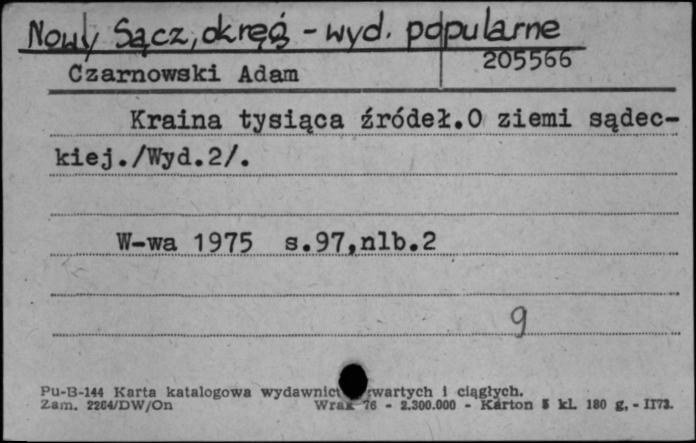 Nowy Sącz, okręg - wyd. popularne
205566
Czarnowski Adam
Kraina tysiąca źródeł.O ziemi sądec-
kiej./Wyd.2/.
W-wa 1975 s.97,nlb.2
9
Pu-B-144 Karta katalogowa wydawnict wartych i ciągłych.
Zam. 2264/DW/On Wrak 76 - 2.300.000 - Karton 5 kl. 180 g, - II73.